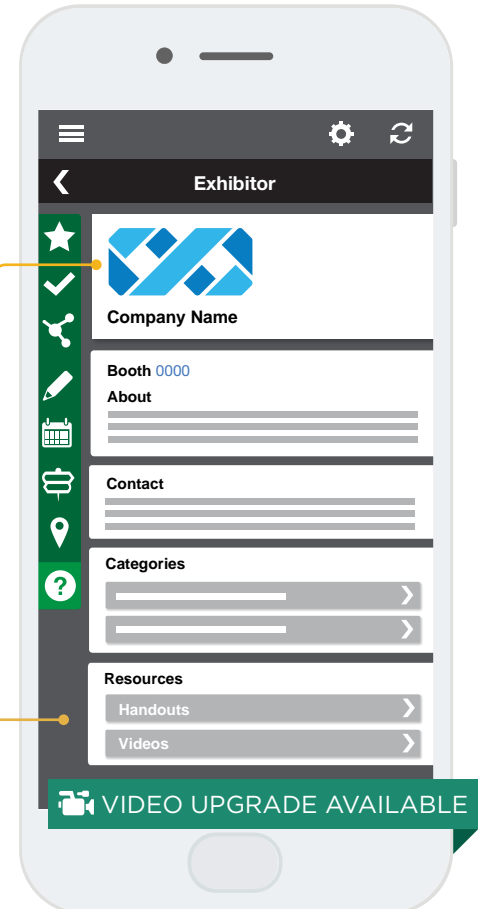 Exhibitor
Company Name
Booth 0000
About
Contact
Categories
Resources
Handouts
Videos
VIDEO UPGRADE AVAILABLE